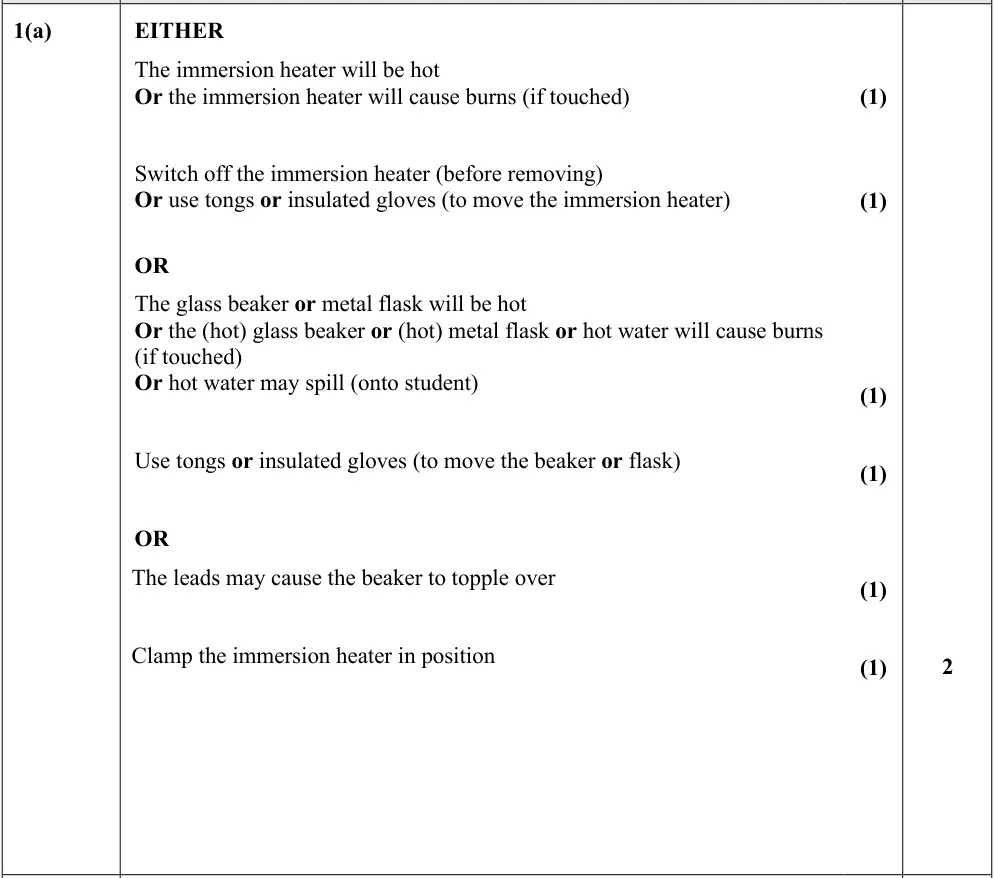 1(a)
EITHER
The immersion heater will be hot
Or the immersion heater will cause burns (if touched) (1)
Switch off the immersion heater (before removing)
Or use tongs or insulated gloves (to move the immersion heater) (1)
OR
The glass beaker or metal flask will be hot
Or the (hot) glass beaker or (hot) metal flask or hot water will cause burns
(if touched)
Or hot water may spill (onto student)
(1)
Use tongs or insulated gloves (to move the beaker or flask)
(1)
OR
The leads may cause the beaker to topple over
(1)
Clamp the immersion heater in position
(1) 2